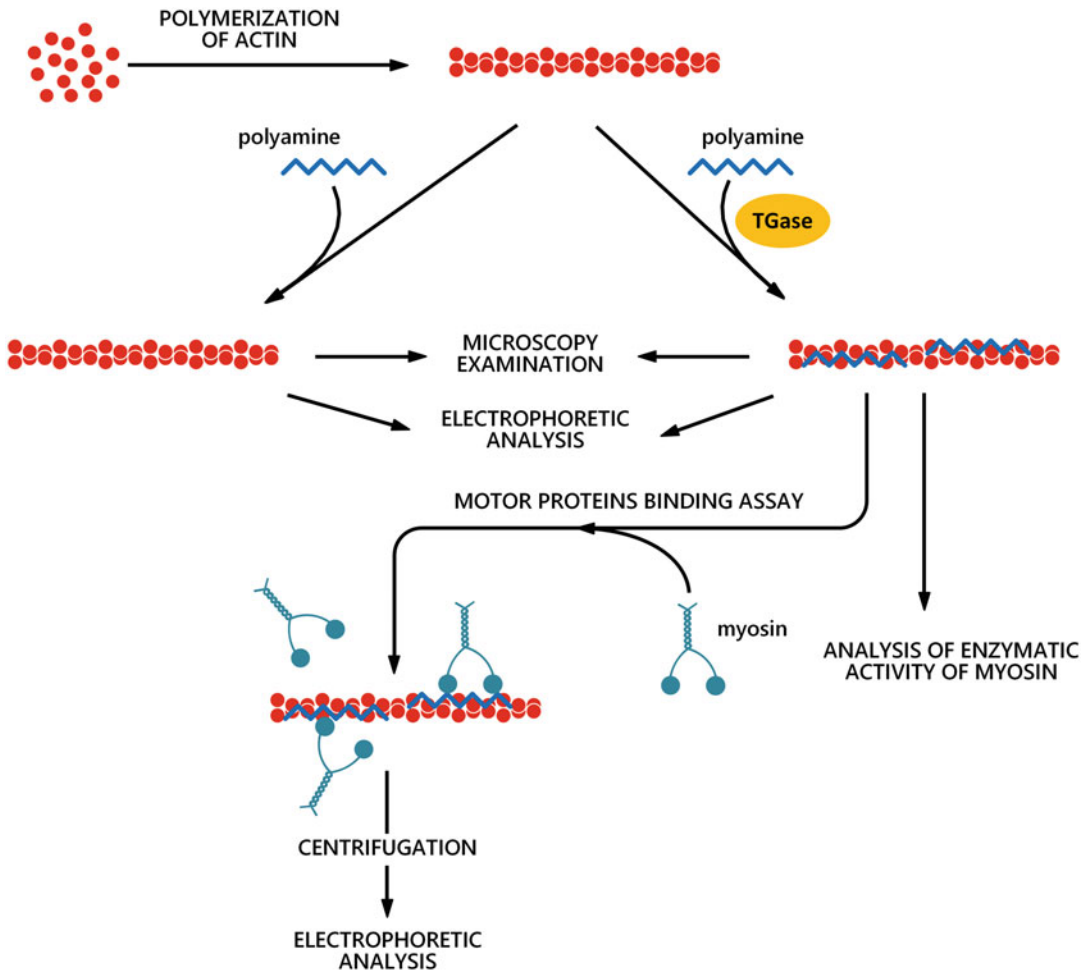 POLYMERIZATION
OF ACTIN
polyamine
polyamine
TGase
MICROSCOPY
EXAMINATION
ELECTROPHORETIC
ANALYSIS
MOTOR PROTEINS BINDING ASSAY
myosin
ANALYSIS OF ENZYMATIC
ACTIVITY OF MYOSIN
CENTRIFUGATION
ELECTROPHORETIC
ANALYSIS